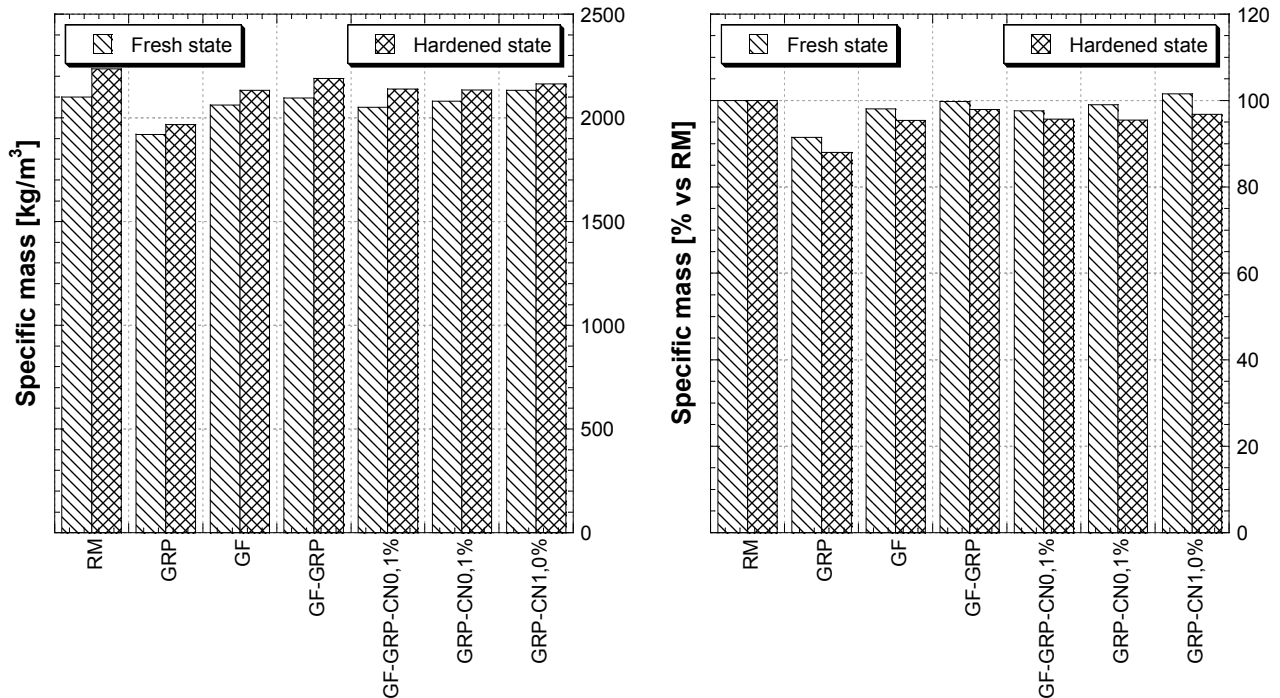 Specific mass [kg/m³]
Fresh state
Hardened state
2500
2000
1500
1000
500
0
RM
GRP
GF
GF-GRP
GF-GRP-CN0,1%
GRP-CN0,1%
GRP-CN1,0%
Specific mass [% vs RM]
Fresh state
Hardened state
120
100
80
60
40
20
0
RM
GRP
GF
GF-GRP
GF-GRP-CN0,1%
GRP-CN0,1%
GRP-CN1,0%